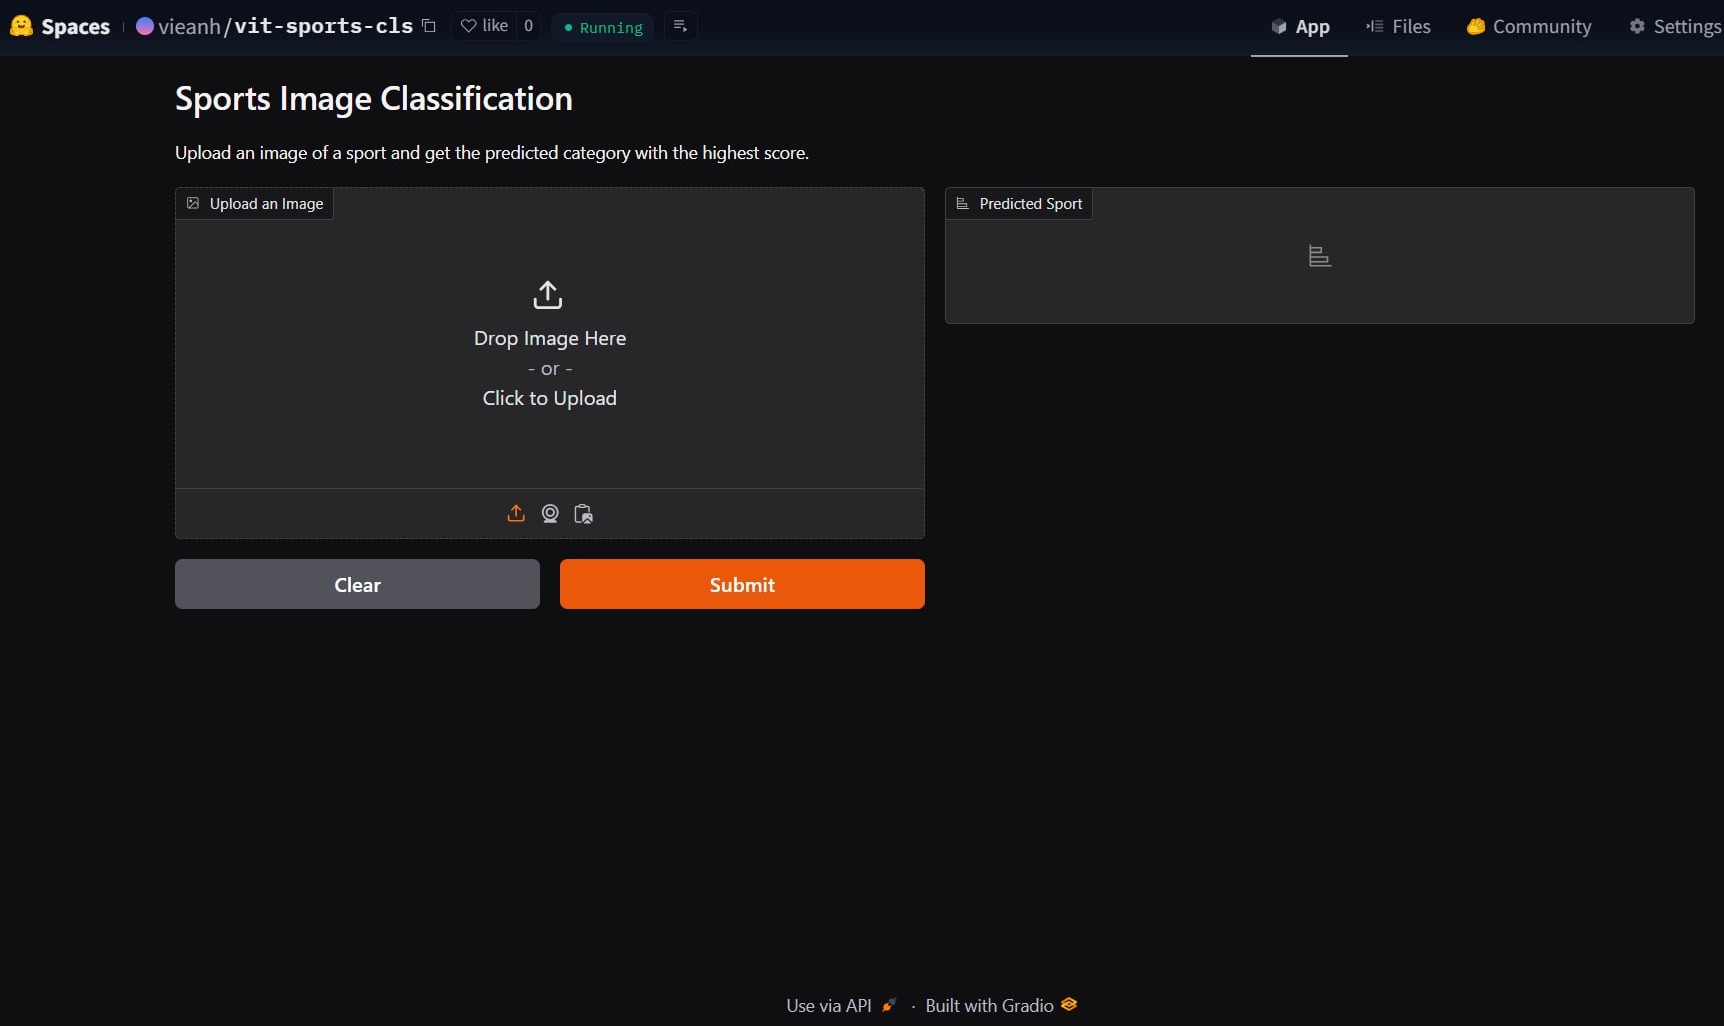 Spaces vieanh/vit-sports-cls like 0 Running App Files Community Settings
Sports Image Classification
Upload an image of a sport and get the predicted category with the highest score.
Upload an Image
Drop Image Here
- or -
Click to Upload
Clear Submit
Predicted Sport
Use via API · Built with Gradio